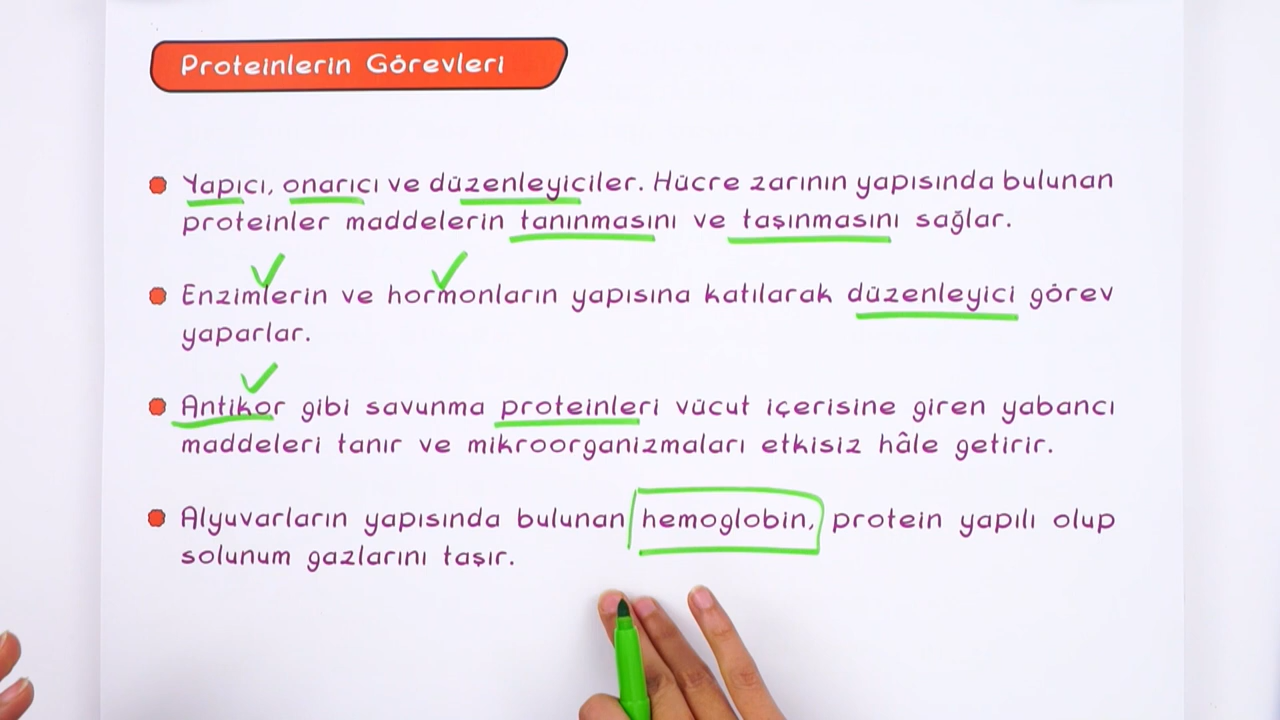 Proteinlerin Görevleri
Yapıcı, onarıcı ve düzenleyiciler. Hücre zarının yapısında bulunan
proteinler maddelerin tanınmasını ve taşınmasını sağlar.
Enzimlerin ve hormonların yapısına katılarak düzenleyici görev
yaparlar.
Antikor gibi savunma proteinleri vücut içerisine giren yabancı
maddeleri tanır ve mikroorganizmaları etkisiz hâle getirir.
Alyuvarların yapısında bulunan hemoglobin, protein yapılı olup
solunum gazlarını taşır.